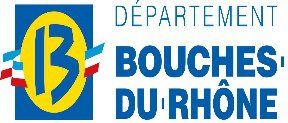 13
DÉPARTEMENT
BOUCHES-
DU-RHÔNE